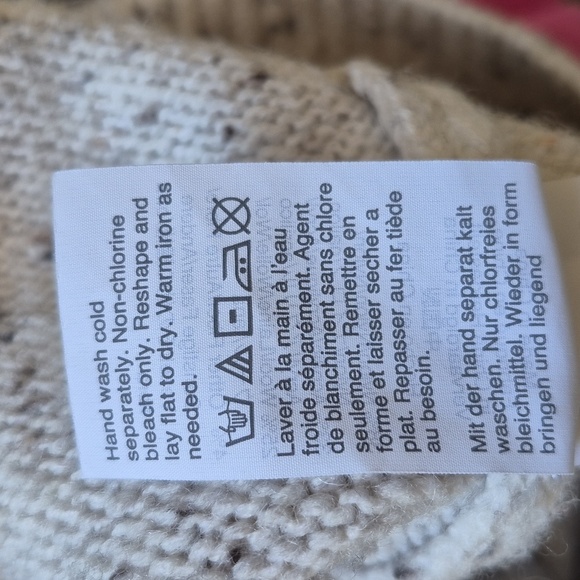 Hand wash cold
separately. Non-chlorine
bleach only. Reshape and
lay flat to dry. Warm iron as
needed.
Laver à la main à l'eau
froide séparément. Agent
de blanchiment sans chlore
seulement. Remettre en
forme et laisser secher a
plat. Repasser au fer tiède
au besoin.
Mit der hand separat kalt
waschen. Nur chlorfreies
bleichmittel. Wieder in form
bringen und liegend